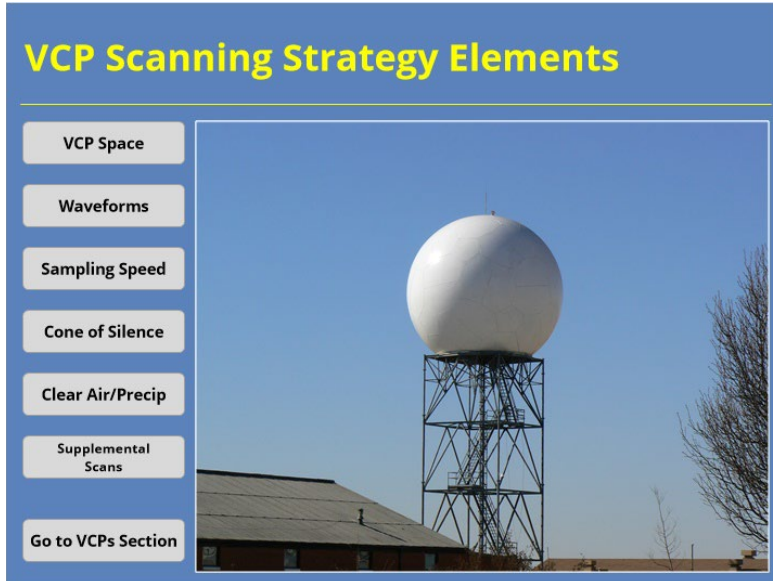 VCP Scanning Strategy Elements
VCP Space
Waveforms
Sampling Speed
Cone of Silence
Clear Air/Precip
Supplemental
Scans
Go to VCPs Section